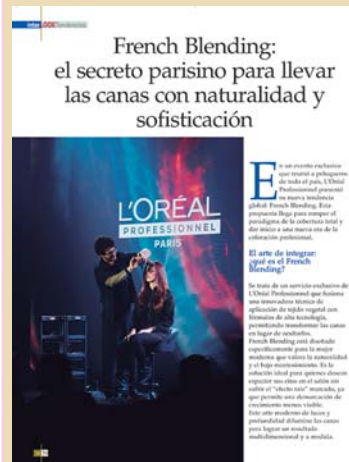 inter LOOK Tendencias
French Blending:
el secreto parisino para llevar
las canas con naturalidad y
sofisticación
L'ORÉAL
PROFESSIONNEL
PARIS
En un evento exclusivo
que reunió a peluqueros
de todo el país, L'Oréal
Professionnel presentó
su nueva tendencia
global: French Blending. Esta
propuesta llega para romper el
paradigma de la cobertura total y
dar inicio a una nueva era de la
coloración profesional.
El arte de integrar:
¿qué es el French
Blending?
Se trata de un servicio exclusivo de
L'Oréal Professionnel que fusiona
una innovadora técnica de
aplicación de tejido vegetal con
fórmulas de alta tecnología,
permitiendo transformar las canas
en lugar de ocultarlas.
French Blending está diseñado
específicamente para la mujer
moderna que valora la naturalidad
y el bajo mantenimiento. Es la
solución ideal para quienes desean
espaciar sus citas en el salón sin
sufrir el "efecto raíz" marcado, ya
que permite una demarcación de
crecimiento menos visible.
Este arte moderno de luces y
profundidad difumina las canas
para lograr un resultado
multidimensional y a medida.